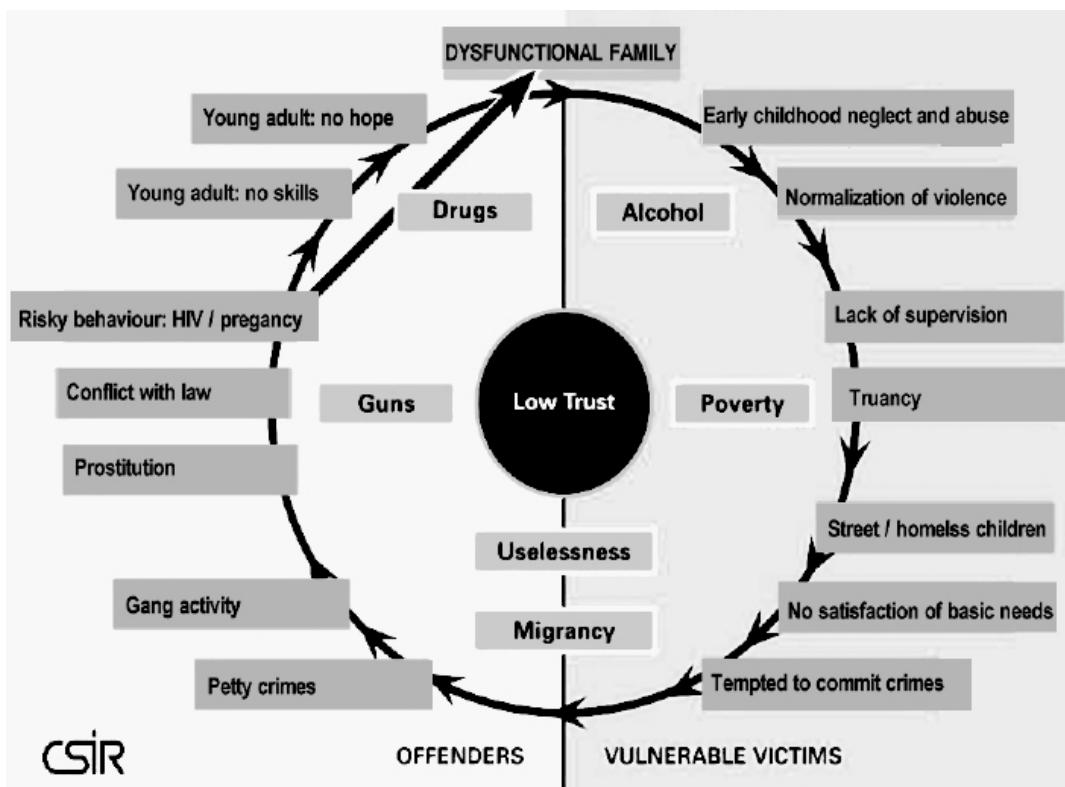 DYSFUNCTIONAL FAMILY
Young adult: no hope
Early childhood neglect and abuse
Young adult: no skills
Drugs
Alcohol
Normalization of violence
Risky behaviour: HIV / pregancy
Lack of supervision
Conflict with law
Guns
Low Trust
Poverty
Truancy
Prostitution
Street / homelss children
Uselessness
Gang activity
No satisfaction of basic needs
Migrancy
Petty crimes
Tempted to commit crimes
CSIR
OFFENDERS
VULNERABLE VICTIMS